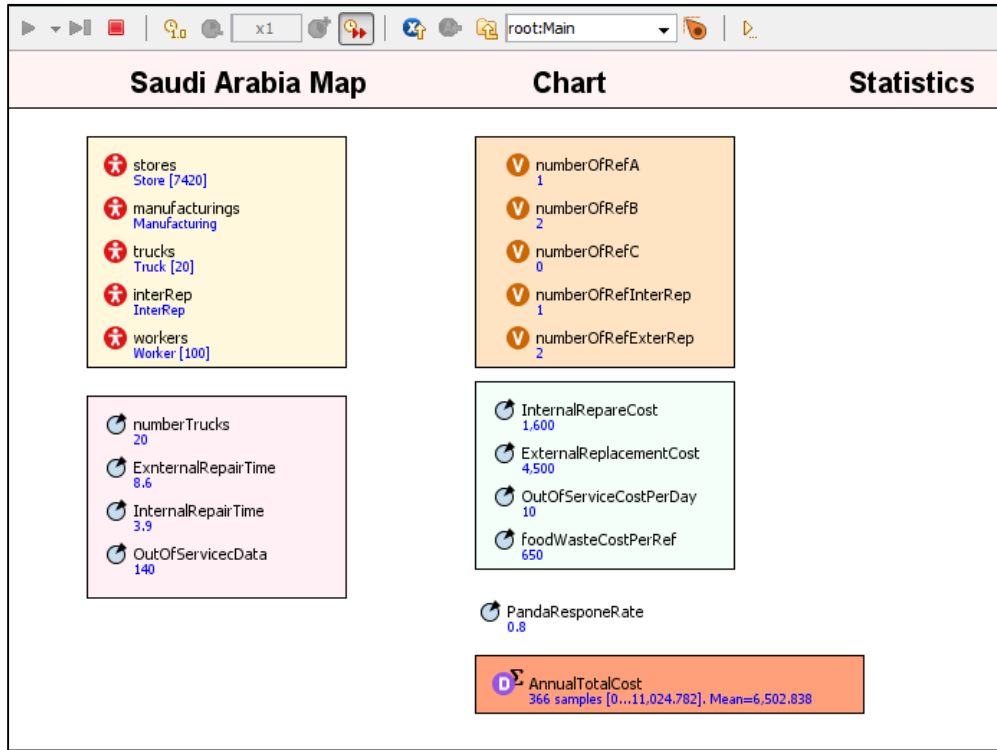 1.0 x1 root:Main
Saudi Arabia Map Chart Statistics
stores
Store [7420]
manufacturings
Manufacturing
trucks
Truck [20]
interRep
InterRep
workers
Worker [100]
V numberOfRefA
1
V numberOfRefB
2
V numberOfRefC
0
V numberOfRefInterRep
1
V numberOfRefExterRep
2
numberTrucks
20
ExnternalRepairTime
8.6
InternalRepairTime
3.9
OutOfServicecData
140
InternalRepareCost
1,600
ExternalReplacementCost
4,500
OutOfServiceCostPerDay
10
foodWasteCostPerRef
650
PandaResponeRate
0.8
D Σ AnnualTotalCost
366 samples [0...11,024.782]. Mean=6,502.838